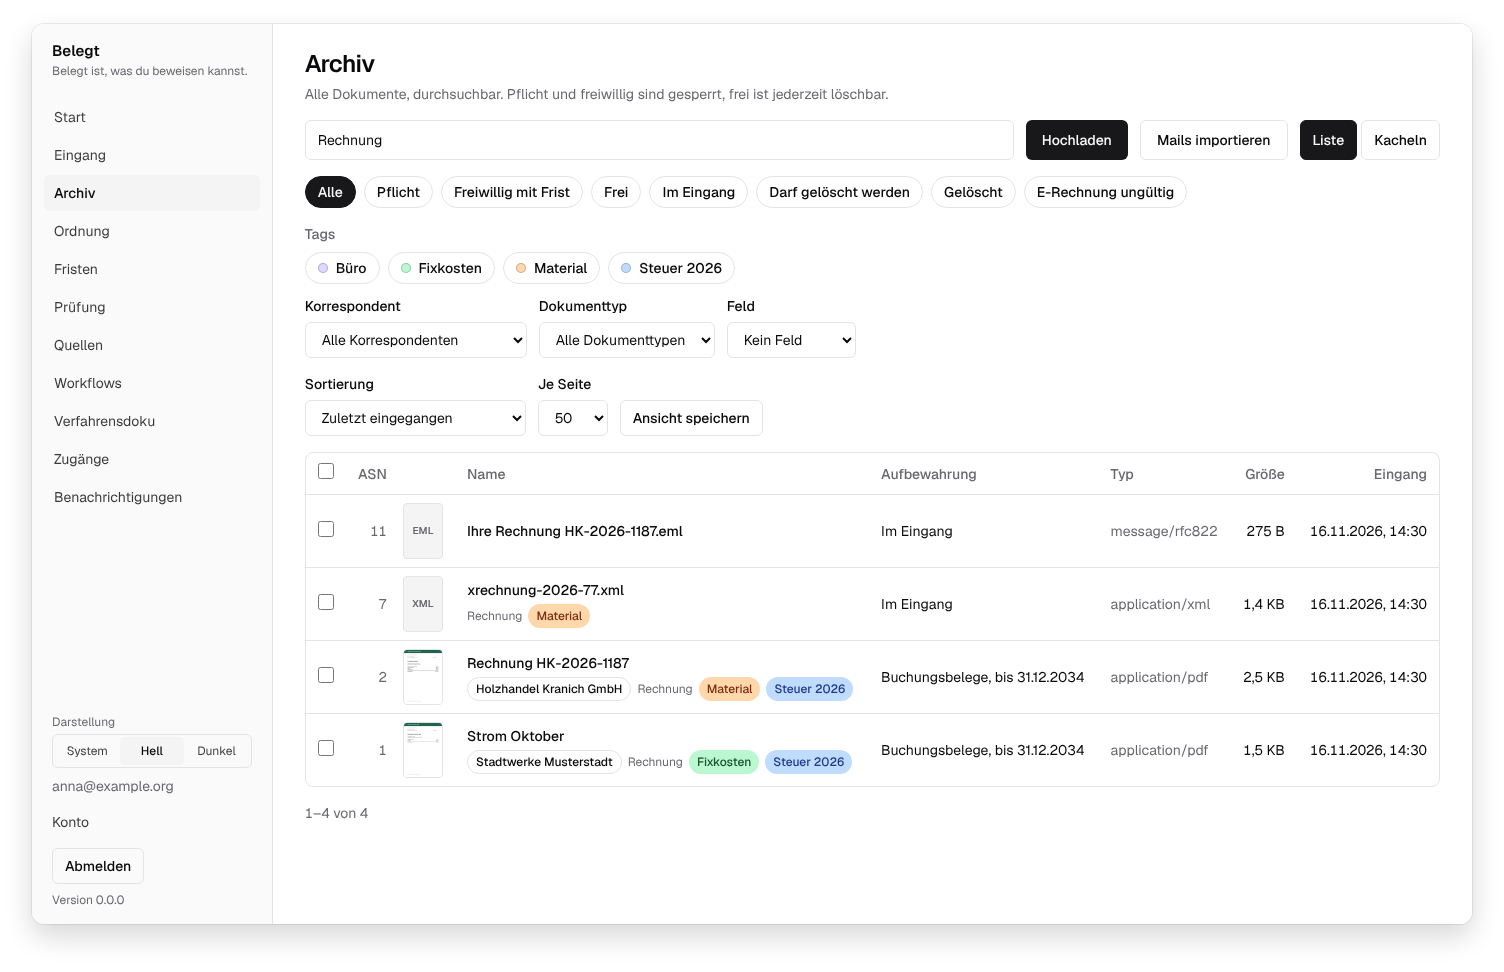 Belegt
Belegt ist, was du beweisen kannst.
Start
Eingang
Archiv
Ordnung
Fristen
Prüfung
Quellen
Workflows
Verfahrensdoku
Zugänge
Benachrichtigungen
Darstellung
System Hell Dunkel
anna@example.org
Konto
Abmelden
Version 0.0.0
Archiv
Alle Dokumente, durchsuchbar. Pflicht und freiwillig sind gesperrt, frei ist jederzeit löschbar.
Rechnung Hochladen Mails importieren Liste Kacheln
Alle Pflicht Freiwillig mit Frist Frei Im Eingang Darf gelöscht werden Gelöscht E-Rechnung ungültig
Tags
Büro Fixkosten Material Steuer 2026
Korrespondent Dokumenttyp Feld
Alle Korrespondenten Alle Dokumenttypen Kein Feld
Sortierung Je Seite
Zuletzt eingegangen 50 Ansicht speichern
ASN Name Aufbewahrung Typ Größe Eingang
11 EML Ihre Rechnung HK-2026-1187.eml Im Eingang message/rfc822 275 B 16.11.2026, 14:30
xrechnung-2026-77.xml
7 XML Im Eingang application/xml 1,4 KB 16.11.2026, 14:30
Rechnung Material
Rechnung HK-2026-1187
2 Buchungsbelege, bis 31.12.2034 application/pdf 2,5 KB 16.11.2026, 14:30
Holzhandel Kranich GmbH Rechnung Material Steuer 2026
Strom Oktober
1 Buchungsbelege, bis 31.12.2034 application/pdf 1,5 KB 16.11.2026, 14:30
Stadtwerke Musterstadt Rechnung Fixkosten Steuer 2026
1–4 von 4